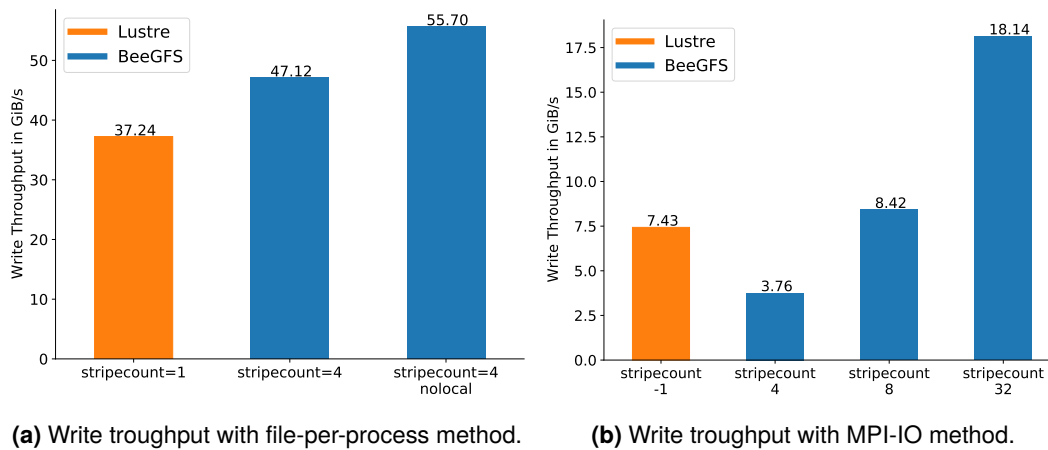 Write Throughput in GiB/s
50
40
30
20
10
0
Lustre
BeeGFS
37.24
47.12
55.70
stripecount=1
stripecount=4
stripecount=4
nolocal
(a) Write troughput with file-per-process method.
Write Throughput in GiB/s
17.5
15.0
12.5
10.0
7.5
5.0
2.5
0.0
Lustre
BeeGFS
7.43
3.76
8.42
18.14
stripecount
-1
stripecount
4
stripecount
8
stripecount
32
(b) Write troughput with MPI-IO method.